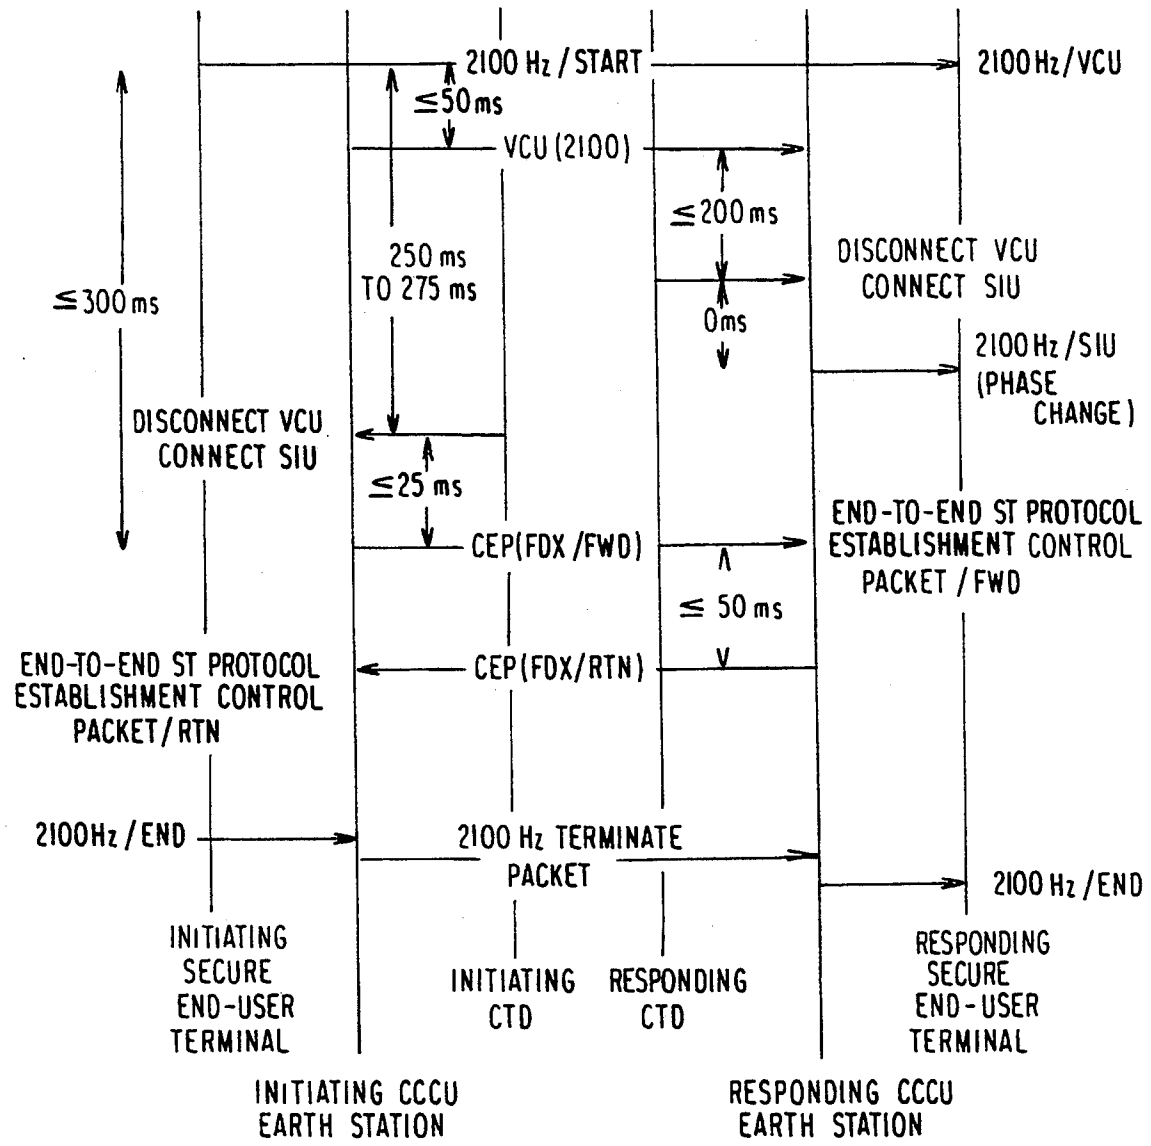 2100 Hz / START
2100 Hz/VCU
≤50 ms
VCU (2100)
≤200 ms
DISCONNECT VCU
CONNECT SIU
250 ms
TO 275 ms
≤300 ms
0ms
2100 Hz/SIU
(PHASE
CHANGE)
DISCONNECT VCU
CONNECT SIU
≤25 ms
END-TO-END ST PROTOCOL
ESTABLISHMENT CONTROL
PACKET / FWD
CEP(FDX /FWD)
≤ 50 ms
END-TO-END ST PROTOCOL
ESTABLISHMENT CONTROL
PACKET/RTN
CEP(FDX/RTN)
2100Hz/END
2100 Hz TERMINATE
PACKET
2100 Hz/END
INITIATING
SECURE
END-USER
TERMINAL
INITIATING
CTD
RESPONDING
CTD
RESPONDING
SECURE
END-USER
TERMINAL
INITIATING CCCU
EARTH STATION
RESPONDING CCCU
EARTH STATION